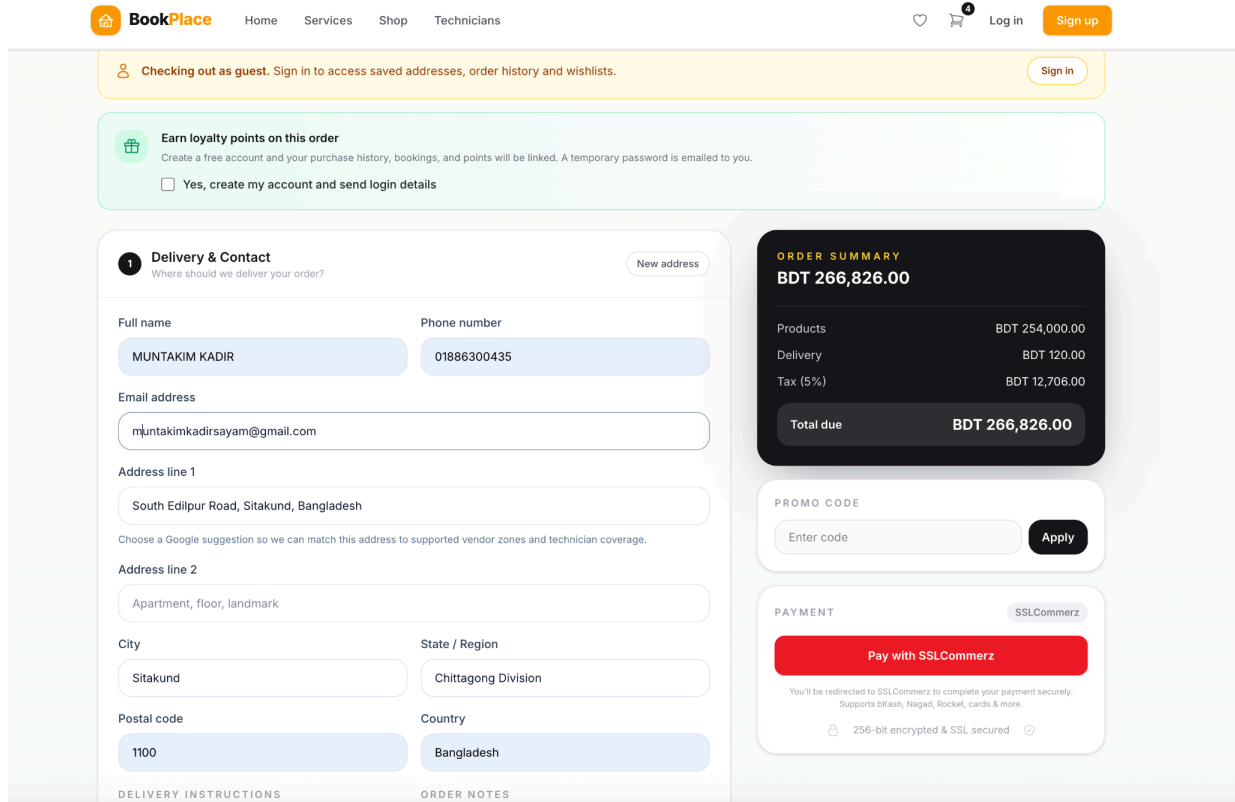 BookPlace
Home Services Shop Technicians
4
Log in
Sign up
Checking out as guest. Sign in to access saved addresses, order history and wishlists.
Sign in
Earn loyalty points on this order
Create a free account and your purchase history, bookings, and points will be linked. A temporary password is emailed to you.
Yes, create my account and send login details
1
Delivery & Contact
Where should we deliver your order?
New address
Full name
MUNTAKIM KADIR
Phone number
01886300435
Email address
muntakimkadirsayam@gmail.com
Address line 1
South Edilpur Road, Sitakund, Bangladesh
Choose a Google suggestion so we can match this address to supported vendor zones and technician coverage.
Address line 2
Apartment, floor, landmark
City
Sitakund
State / Region
Chittagong Division
Postal code
1100
Country
Bangladesh
DELIVERY INSTRUCTIONS
ORDER NOTES
ORDER SUMMARY
BDT 266,826.00
Products BDT 254,000.00
Delivery BDT 120.00
Tax (5%) BDT 12,706.00
Total due BDT 266,826.00
PROMO CODE
Enter code
Apply
PAYMENT
SSLCommerz
Pay with SSLCommerz
You'll be redirected to SSLCommerz to complete your payment securely.
Supports bKash, Nagad, Rocket, cards & more.
256-bit encrypted & SSL secured